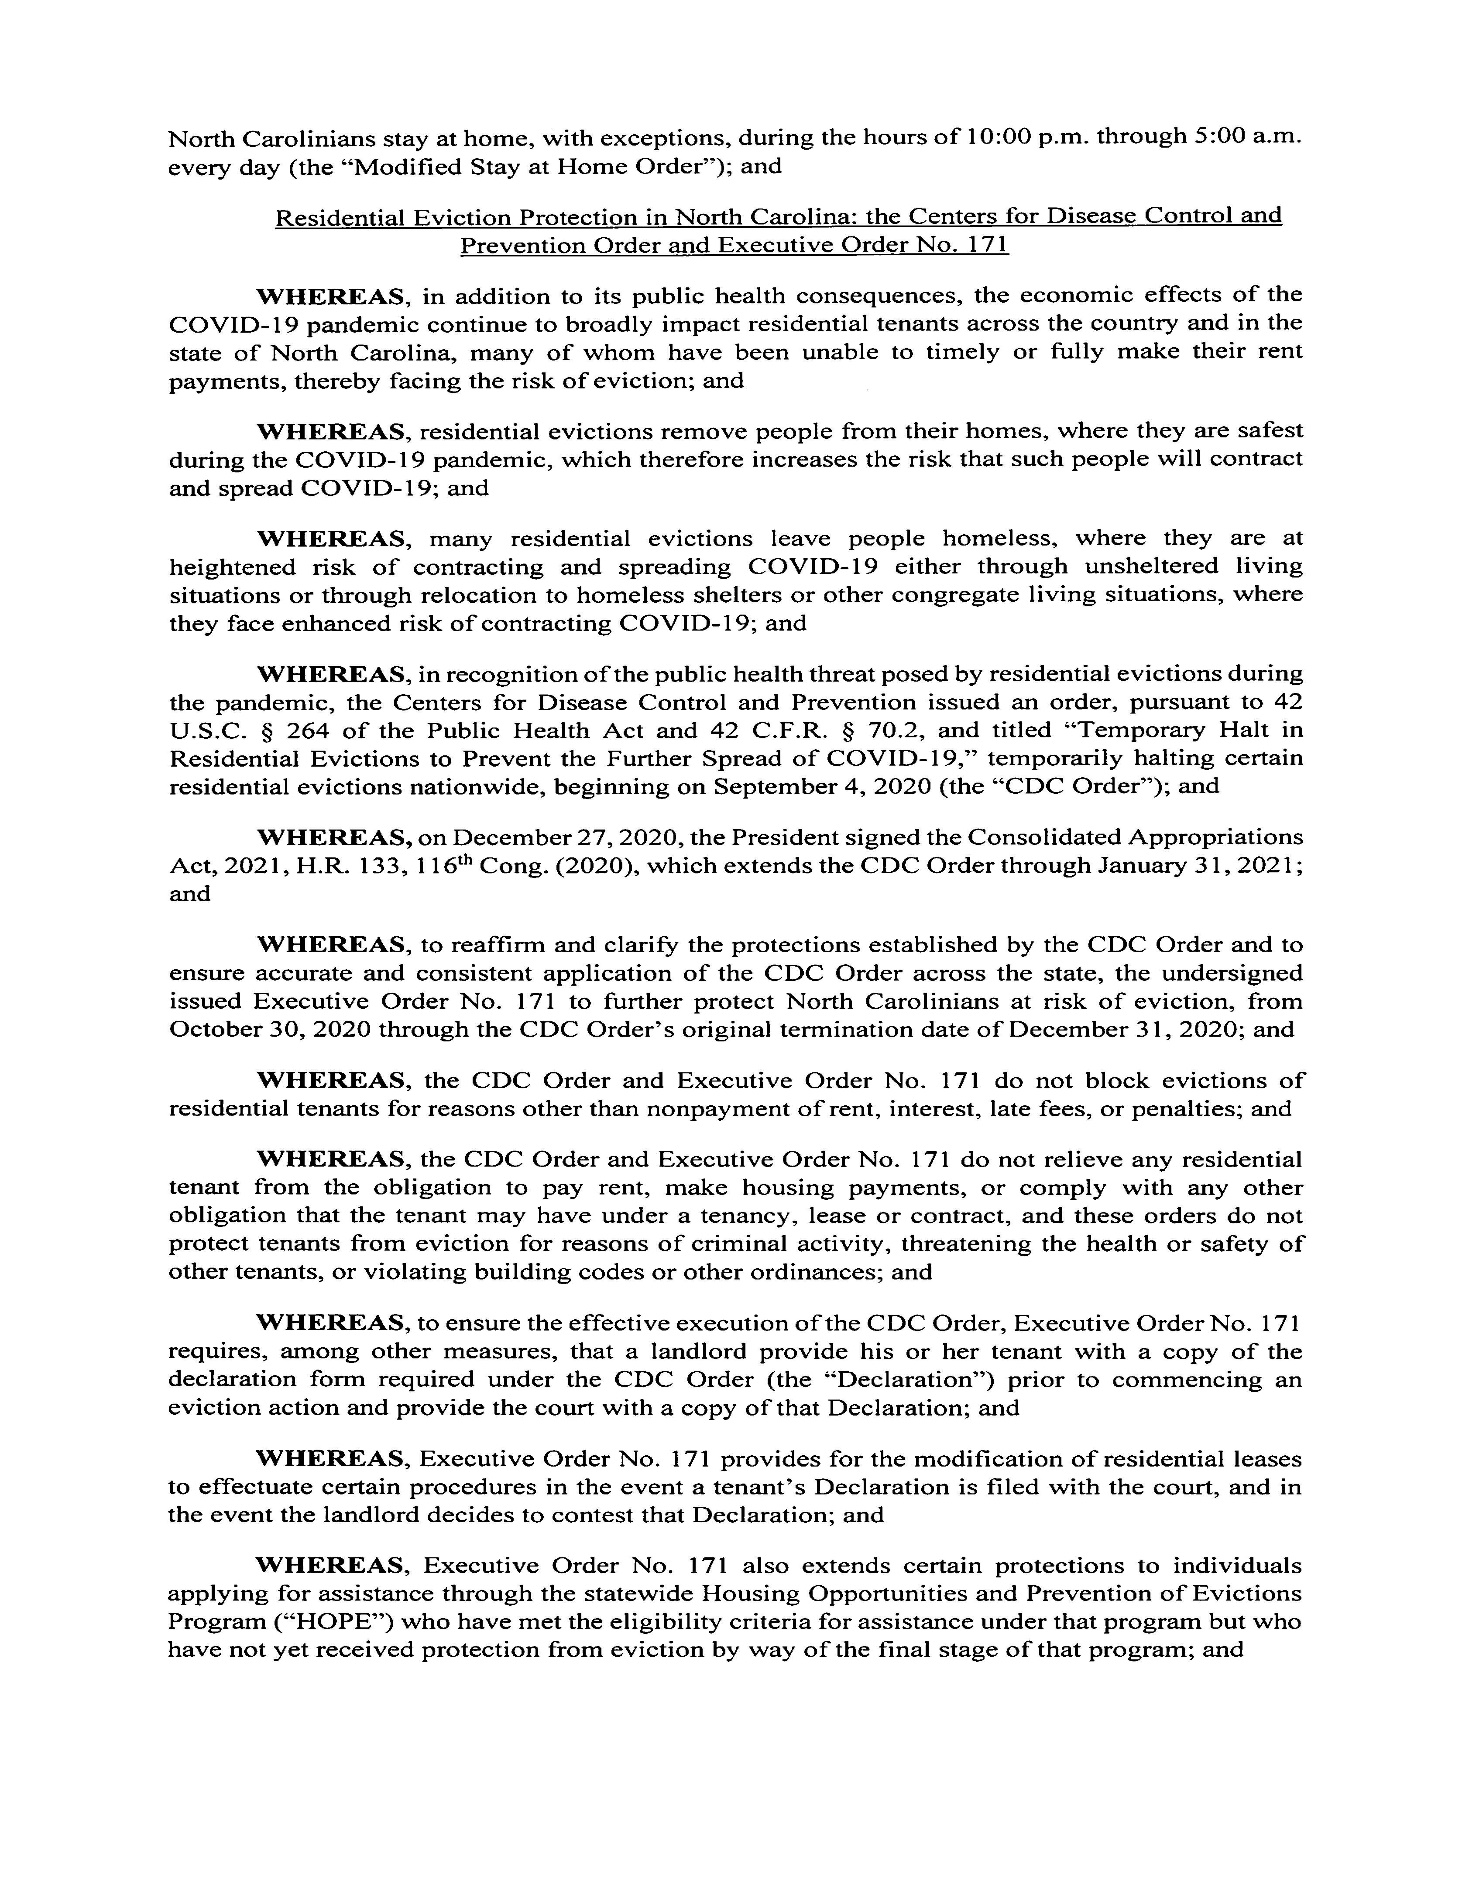 North Carolinians stay at home, with exceptions, during the hours of 10:00 p.m. through 5:00 a.m.
every day (the “Modified Stay at Home Order”); and
Residential Eviction Protection in North Carolina: the Centers for Disease Control and
Prevention Order and Executive Order No. 171
WHEREAS, in addition to its public health consequences, the economic effects of the
COVID-19 pandemic continue to broadly impact residential tenants across the country and in the
state of North Carolina, many of whom have been unable to timely or fully make their rent
payments, thereby facing the risk of eviction; and
WHEREAS, residential evictions remove people from their homes, where they are safest
during the COVID-19 pandemic, which therefore increases the risk that such people will contract
and spread COVID-19; and
WHEREAS, many residential evictions leave people homeless, where they are at
heightened risk of contracting and spreading COVID-19 either through unsheltered living
situations or through relocation to homeless shelters or other congregate living situations, where
they face enhanced risk of contracting COVID-19; and
WHEREAS, in recognition of the public health threat posed by residential evictions during
the pandemic, the Centers for Disease Control and Prevention issued an order, pursuant to 42
U.S.C. § 264 of the Public Health Act and 42 C.F.R. § 70.2, and titled “Temporary Halt in
Residential Evictions to Prevent the Further Spread of COVID-19,” temporarily halting certain
residential evictions nationwide, beginning on September 4, 2020 (the “CDC Order”); and
WHEREAS, on December 27, 2020, the President signed the Consolidated Appropriations
Act, 2021, H.R. 133, 116th Cong. (2020), which extends the CDC Order through January 31, 2021;
and
WHEREAS, to reaffirm and clarify the protections established by the CDC Order and to
ensure accurate and consistent application of the CDC Order across the state, the undersigned
issued Executive Order No. 171 to further protect North Carolinians at risk of eviction, from
October 30, 2020 through the CDC Order’s original termination date of December 31, 2020; and
WHEREAS, the CDC Order and Executive Order No. 171 do not block evictions of
residential tenants for reasons other than nonpayment of rent, interest, late fees, or penalties; and
WHEREAS, the CDC Order and Executive Order No. 171 do not relieve any residential
tenant from the obligation to pay rent, make housing payments, or comply with any other
obligation that the tenant may have under a tenancy, lease or contract, and these orders do not
protect tenants from eviction for reasons of criminal activity, threatening the health or safety of
other tenants, or violating building codes or other ordinances; and
WHEREAS, to ensure the effective execution of the CDC Order, Executive Order No. 171
requires, among other measures, that a landlord provide his or her tenant with a copy of the
declaration form required under the CDC Order (the “Declaration”) prior to commencing an
eviction action and provide the court with a copy of that Declaration; and
WHEREAS, Executive Order No. 171 provides for the modification of residential leases
to effectuate certain procedures in the event a tenant’s Declaration is filed with the court, and in
the event the landlord decides to contest that Declaration; and
WHEREAS, Executive Order No. 171 also extends certain protections to individuals
applying for assistance through the statewide Housing Opportunities and Prevention of Evictions
Program (“HOPE”) who have met the eligibility criteria for assistance under that program but who
have not yet received protection from eviction by way of the final stage of that program; and